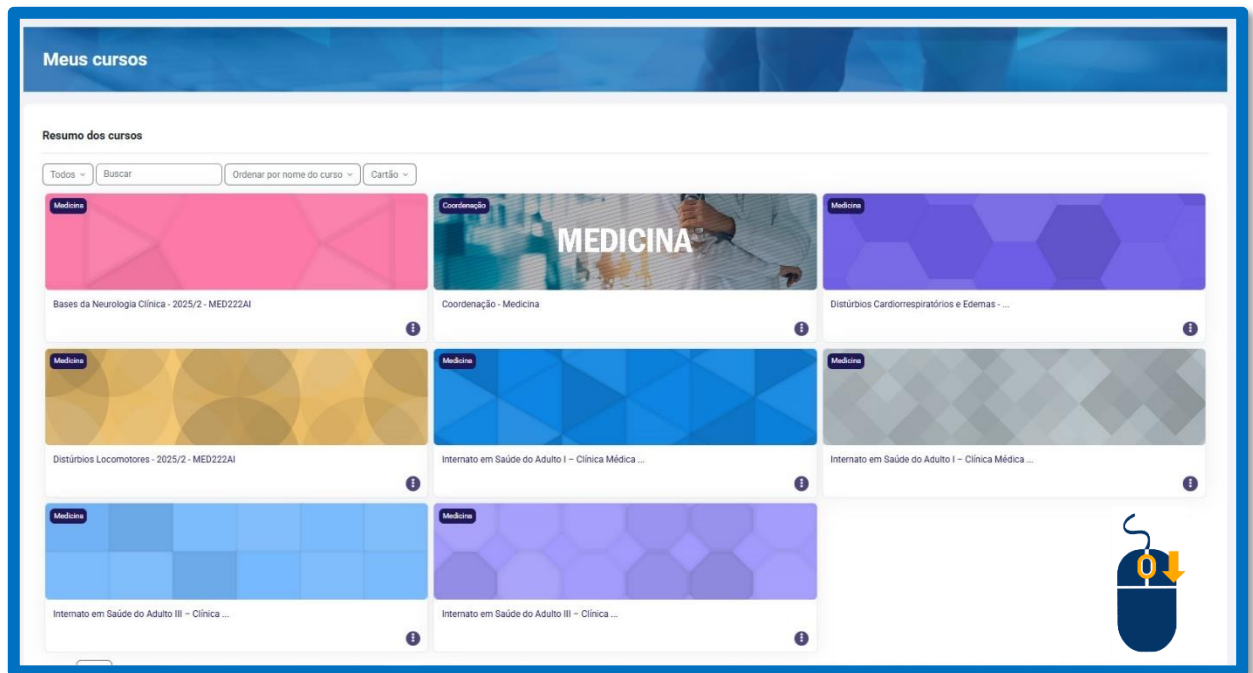 Meus cursos
Resumo dos cursos
Todos
Buscar
Ordenar por nome do curso
Cartão
Medicina
Bases da Neurologia Clínica - 2025/2 - MED222AI
Coordenação
MEDICINA
Coordenação - Medicina
Medicina
Distúrbios Cardiorrespiratórios e Edemas - ...
Medicina
Distúrbios Locomotores - 2025/2 - MED222AI
Medicina
Internato em Saúde do Adulto I – Clínica Médica ...
Medicina
Internato em Saúde do Adulto I – Clínica Médica ...
Medicina
Internato em Saúde do Adulto III – Clínica ...
Medicina
Internato em Saúde do Adulto III – Clínica ...